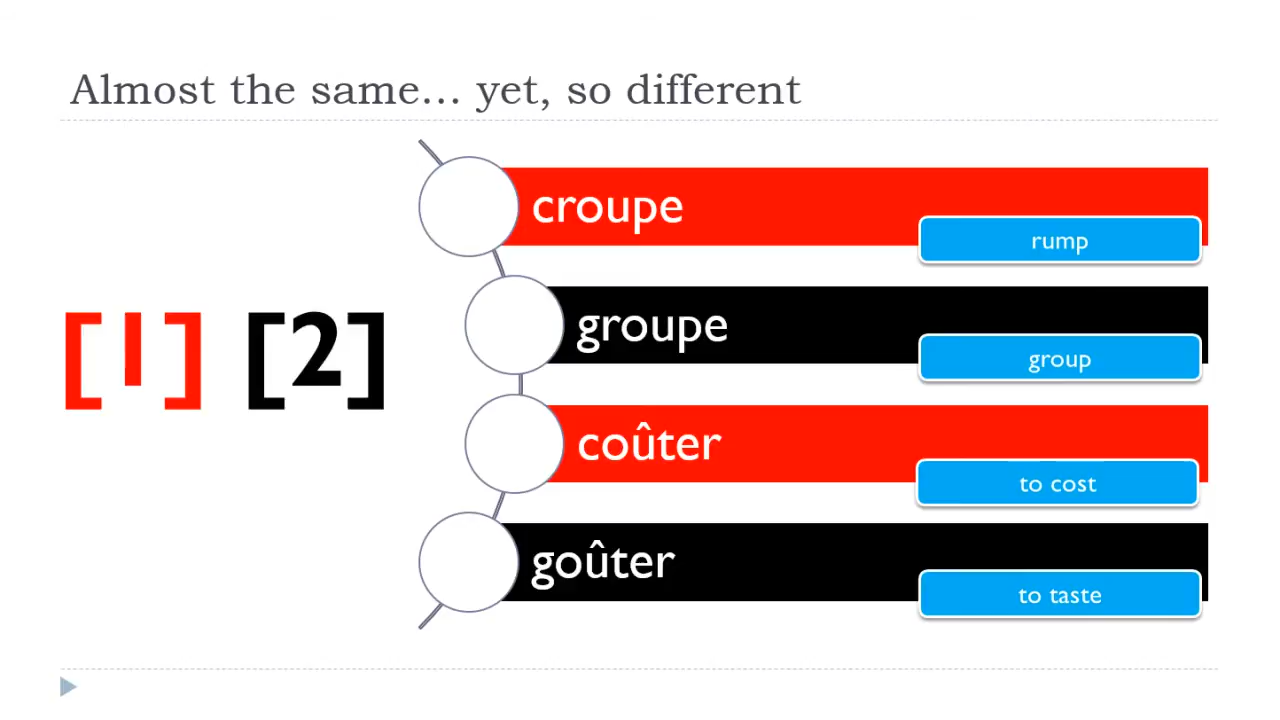 Almost the same... yet, so different
[1] [2]
croupe
rump
groupe
group
coûter
to cost
goûter
to taste